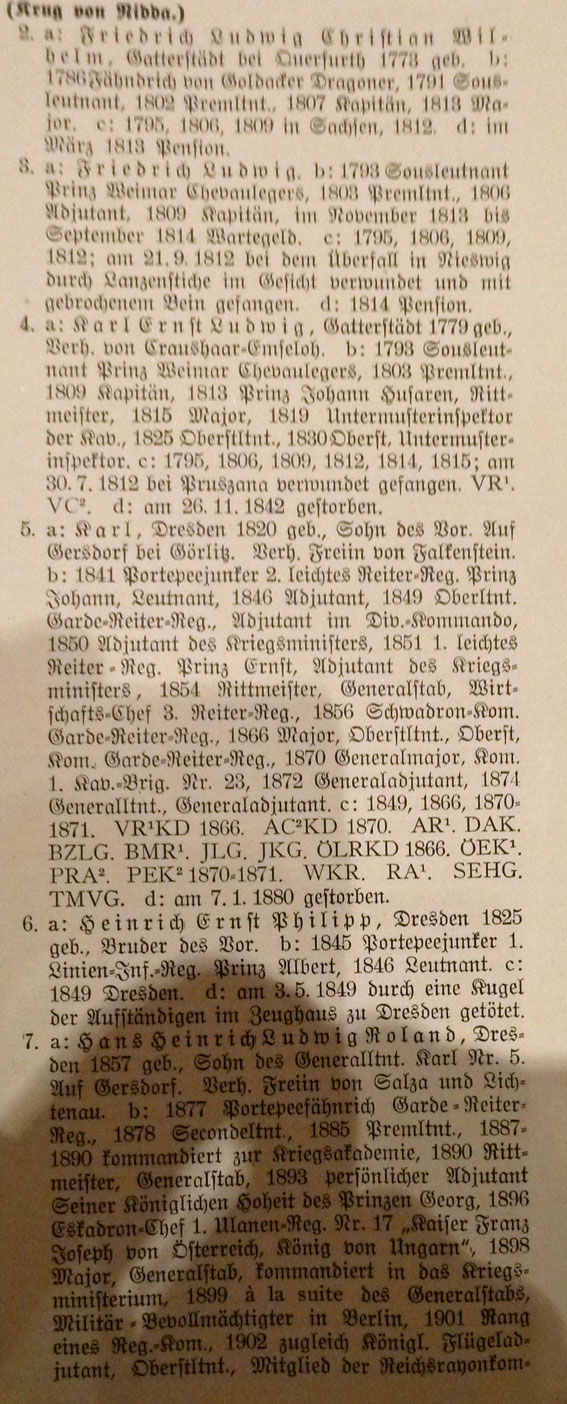 (Krug von Nidda.)
2. a: Friedrich Ludwig Christian Wil-
helm, Gatterstädt bei Querfurth 1773 geb. b:
1786 Fähndrich von Goldacker Dragoner, 1791 Sous-
leutnant, 1802 Premltnt., 1807 Kapitän, 1813 Ma-
jor. c: 1795, 1806, 1809 in Sachsen, 1812. d: im
März 1813 Pension.
3. a: Friedrich Ludwig. b: 1793 Sousleutnant
Prinz Weimar Chevaulegers, 1803 Premltnt., 1806
Adjutant, 1809 Kapitän, im November 1813 bis
September 1814 Wartegeld. c: 1795, 1806, 1809,
1812; am 21. 9. 1812 bei dem Überfall in Nieswig
durch Lanzenstiche im Gesicht verwundet und mit
gebrochenem Bein gefangen. d: 1814 Pension.
4. a: Karl Ernst Ludwig, Gatterstädt 1779 geb.,
Verh. von Craushaar-Emseloh. b: 1793 Sousleut-
nant Prinz Weimar Chevaulegers, 1803 Premltnt.,
1809 Kapitän, 1813 Prinz Johann Husaren, Ritt-
meister, 1815 Major, 1819 Untermusterinspektor
der Kav., 1825 Oberstltnt., 1830 Oberst, Untermuster-
inspektor. c: 1795, 1806, 1809, 1812, 1814, 1815; am
30. 7. 1812 bei Pruszana verwundet gefangen. VR¹.
VC². d: am 26. 11. 1842 gestorben.
5. a: Karl, Dresden 1820 geb., Sohn des Vor. Auf
Gersdorf bei Görlitz. Verh. Freiin von Falkenstein.
b: 1841 Portepeejunker 2. leichtes Reiter-Reg. Prinz
Johann, Leutnant, 1846 Adjutant, 1849 Oberltnt.
Garde-Reiter-Reg., Adjutant im Div.-Kommando,
1850 Adjutant des Kriegsministers, 1851 1. leichtes
Reiter-Reg. Prinz Ernst, Adjutant des Kriegs-
ministers, 1854 Rittmeister, Generalstab, Wirt-
schafts-Chef 3. Reiter-Reg., 1856 Schwadron-Kom.
Garde-Reiter-Reg., 1866 Major, Oberstltnt., Oberst,
Kom. Garde-Reiter-Reg., 1870 Generalmajor, Kom.
1. Kav.-Brig. Nr. 23, 1872 Generaladjutant, 1874
Generalltnt., Generaladjutant. c: 1849, 1866, 1870-
1871. VR¹KD 1866. AC²KD 1870. AR¹. DAK.
BZLG. BMR¹. JLG. JKG. ÖLRKD 1866. ÖEK¹.
PRA². PEK² 1870-1871. WKR. RA¹. SEHG.
TMVG. d: am 7. 1. 1880 gestorben.
6. a: Heinrich Ernst Philipp, Dresden 1825
geb., Bruder des Vor. b: 1845 Portepeejunker 1.
Linien-Inf.-Reg. Prinz Albert, 1846 Leutnant. c:
1849 Dresden. d: am 3. 5. 1849 durch eine Kugel
der Aufständigen im Zeughaus zu Dresden getötet.
7. a: Hans Heinrich Ludwig Roland, Dres-
den 1857 geb., Sohn des Generalltnt. Karl Nr. 5.
Auf Gersdorf. Verh. Freiin von Salza und Lich-
tenau. b: 1877 Portepeefähnrich Garde-Reiter-
Reg., 1878 Secondeltnt., 1885 Premltnt., 1887-
1890 kommandiert zur Kriegsakademie, 1890 Ritt-
meister, Generalstab, 1893 persönlicher Adjutant
Seiner Königlichen Hoheit des Prinzen Georg, 1896
Eskadron-Chef 1. Ulanen-Reg. Nr. 17 „Kaiser Franz
Joseph von Österreich, König von Ungarn“, 1898
Major, Generalstab, kommandiert in das Kriegs-
ministerium, 1899 à la suite des Generalstabs,
Militär-Bevollmächtigter in Berlin, 1901 Rang
eines Reg.-Kom., 1902 zugleich Königl. Flügelad-
jutant, Oberstltnt., Mitglied der Reichsrayonkom-